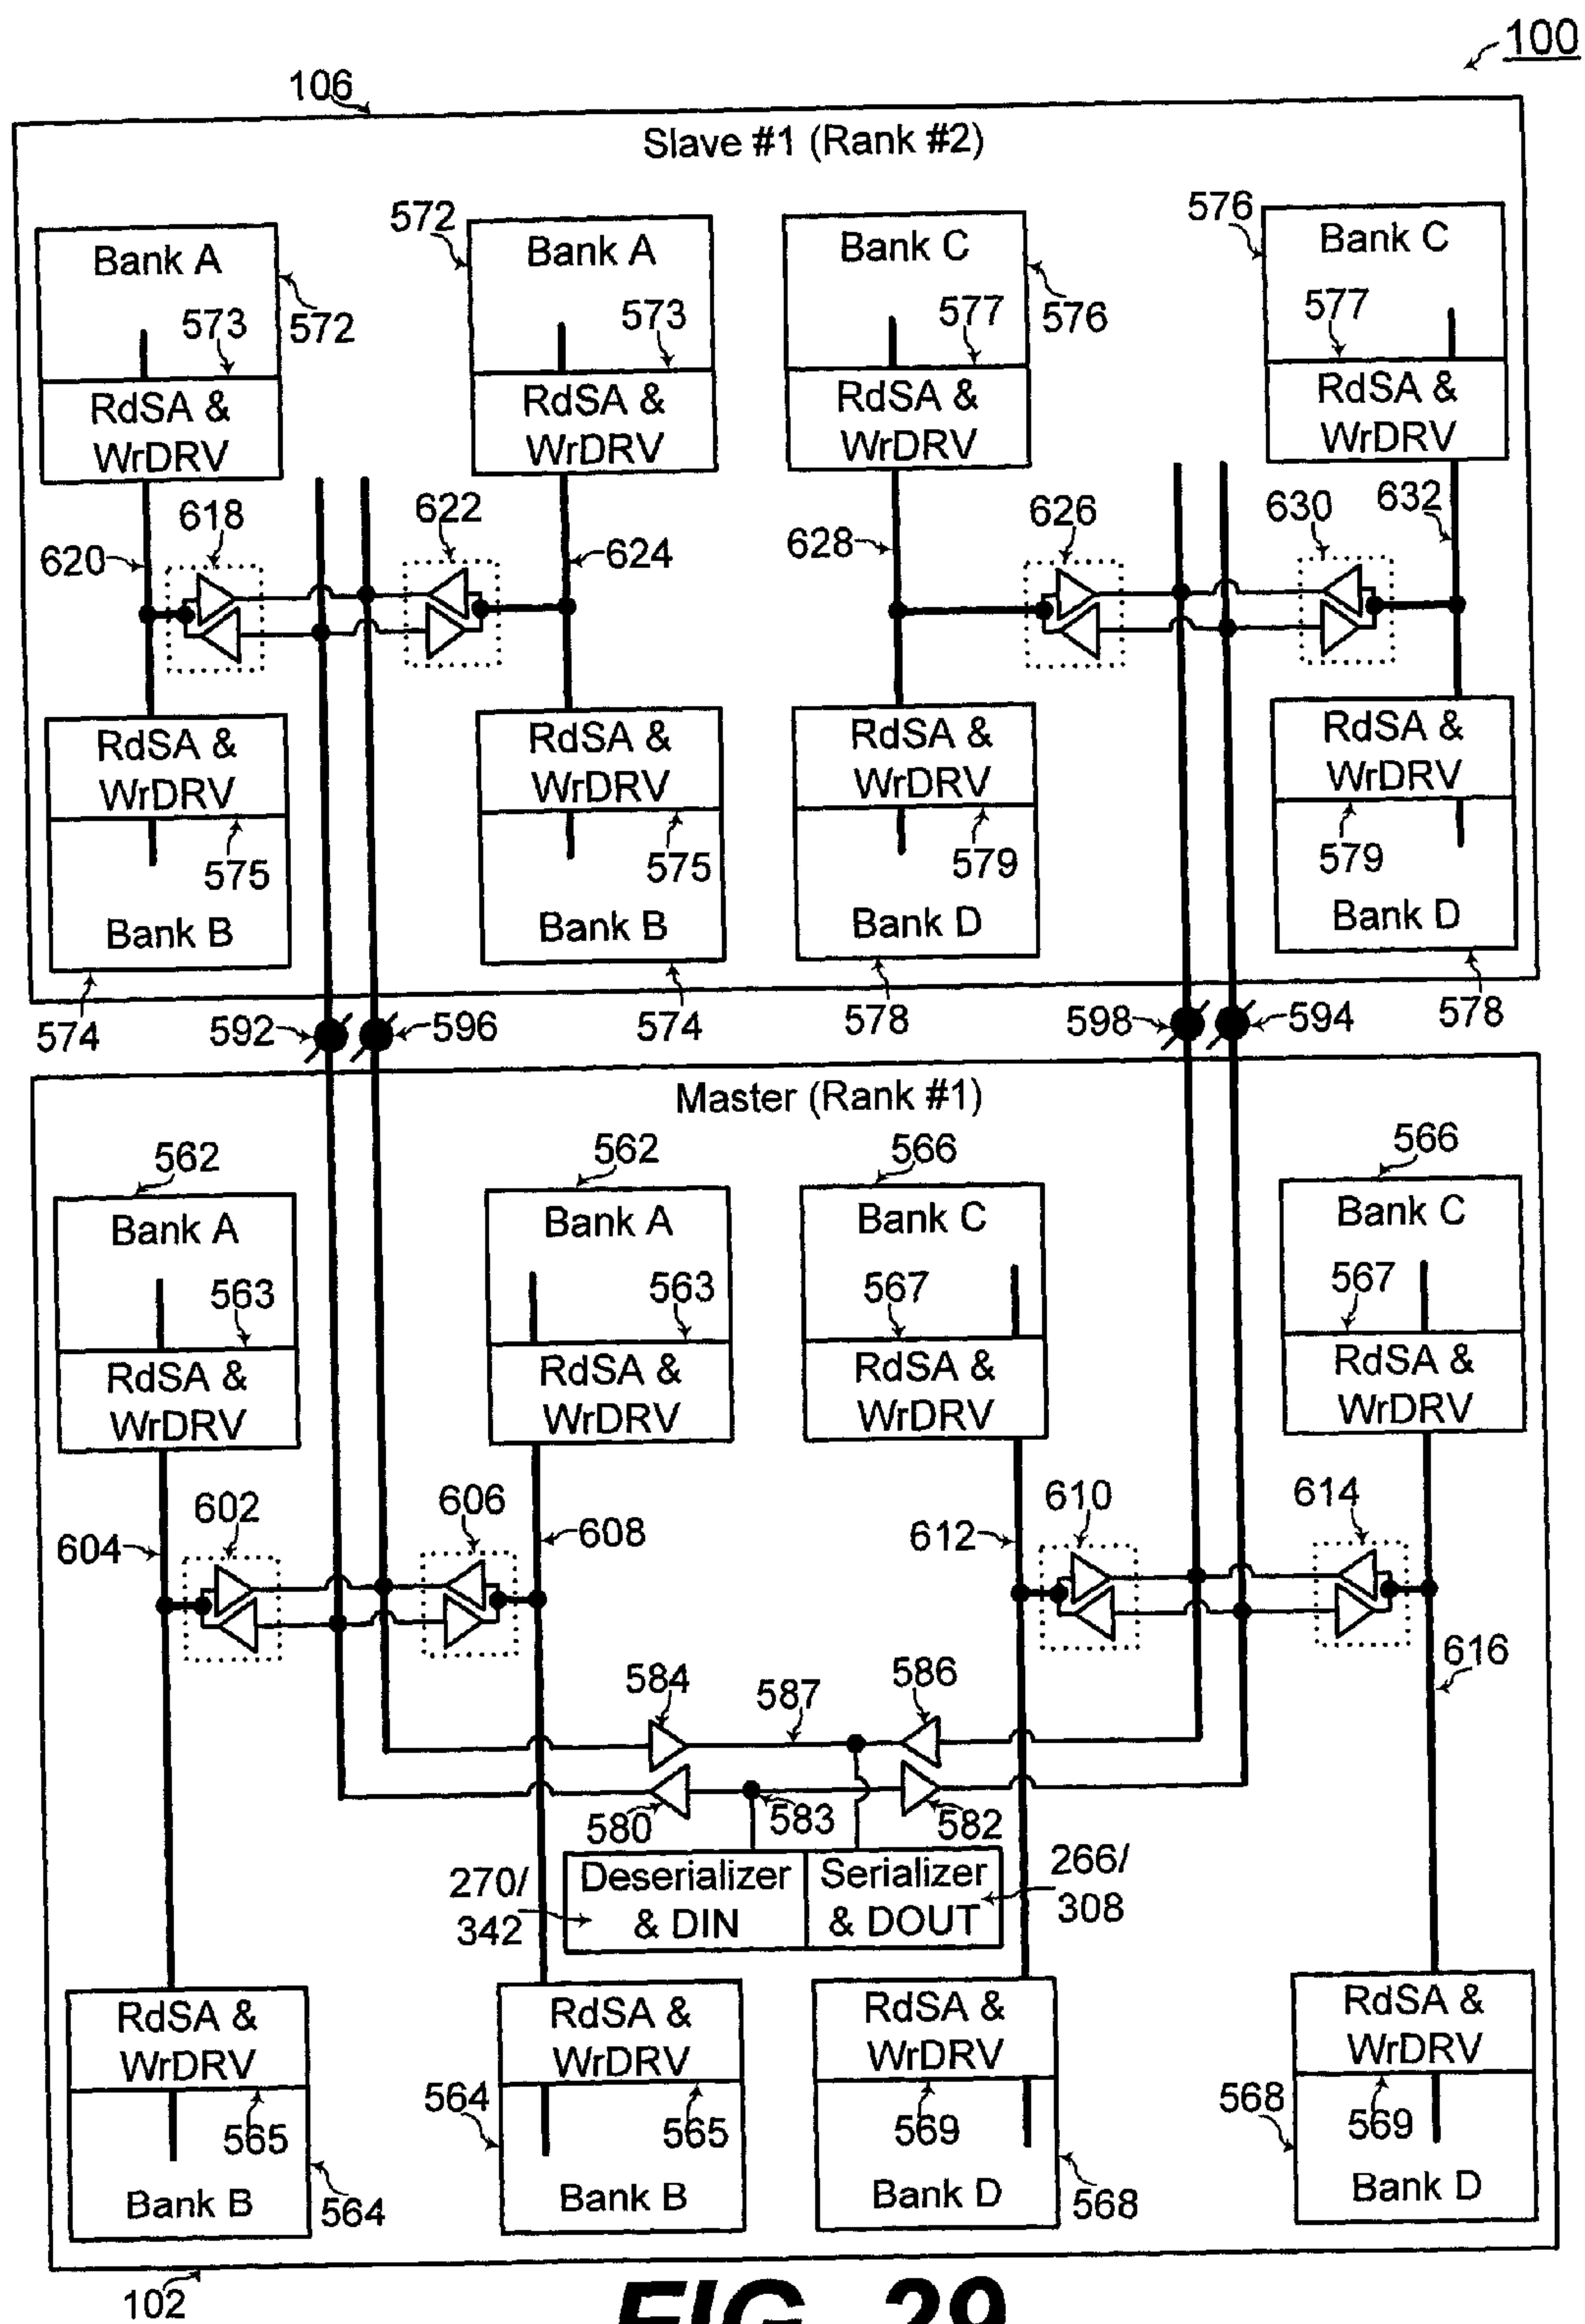 100
106
Slave #1 (Rank #2)
Bank A
572
573
RdSA &
WrDRV
572
Bank A
573
RdSA &
WrDRV
Bank C
576
577
RdSA &
WrDRV
576
Bank C
577
RdSA &
WrDRV
620
618
622
624
628
626
630
632
RdSA &
WrDRV
575
Bank B
574
RdSA &
WrDRV
575
Bank B
574
RdSA &
WrDRV
579
Bank D
578
RdSA &
WrDRV
579
Bank D
578
592
596
598
594
Master (Rank #1)
562
Bank A
563
RdSA &
WrDRV
562
Bank A
563
RdSA &
WrDRV
566
Bank C
567
RdSA &
WrDRV
566
Bank C
567
RdSA &
WrDRV
604
602
606
608
612
610
614
616
584
587
586
580
583
582
270/
342
Deserializer
& DIN
Serializer
& DOUT
266/
308
RdSA &
WrDRV
565
Bank B
564
RdSA &
WrDRV
564
565
Bank B
RdSA &
WrDRV
569
Bank D
568
RdSA &
WrDRV
568
569
Bank D
102
FIG. 29